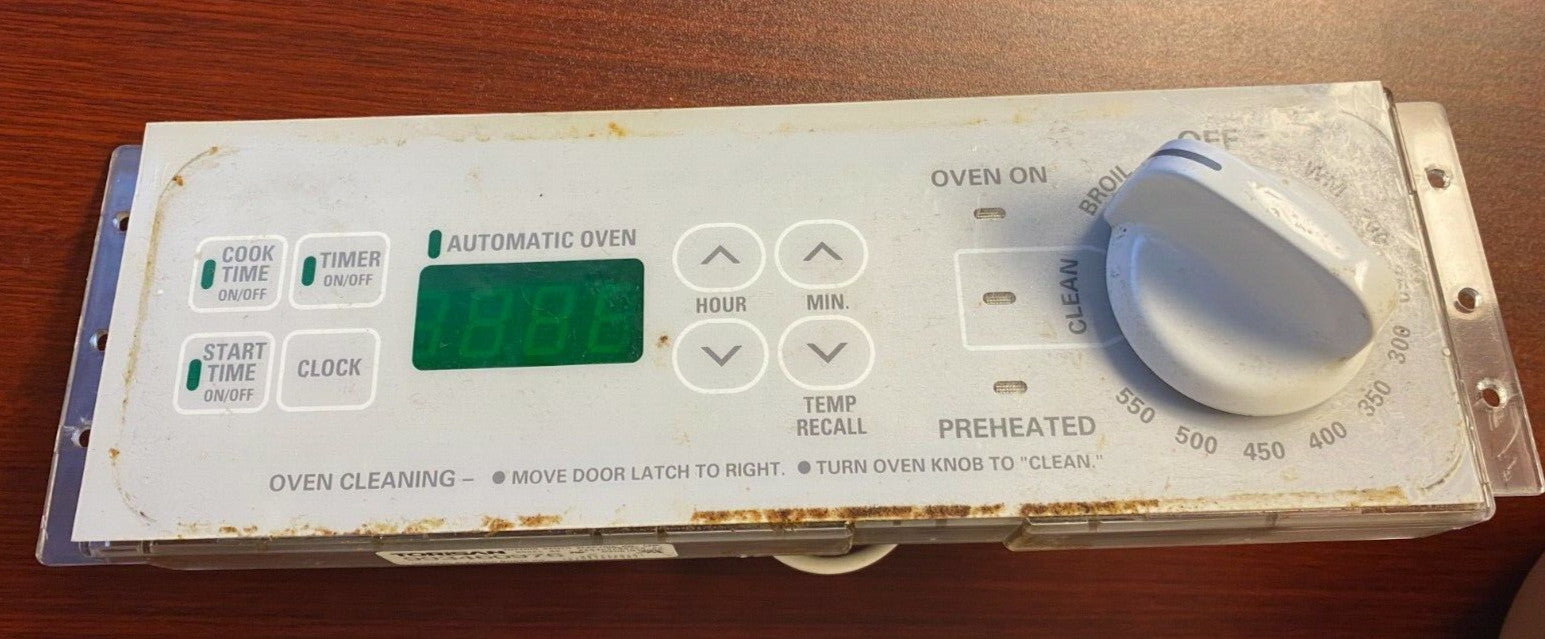 COOK
TIME
ON/OFF
TIMER
ON/OFF
START
TIME
ON/OFF
CLOCK
AUTOMATIC OVEN
HOUR
MIN.
TEMP
RECALL
OVEN ON
CLEAN
PREHEATED
OFF
WM
BROIL
300
350
400
450
500
550
OVEN CLEANING – ● MOVE DOOR LATCH TO RIGHT. ● TURN OVEN KNOB TO "CLEAN."
TORISAN